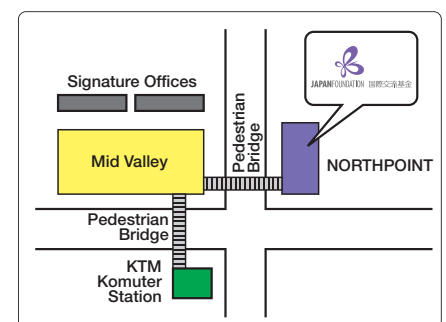 JAPANFOUNDATION 国際交流基金
Signature Offices
Pedestrian
Bridge
Mid Valley
NORTHPOINT
Pedestrian
Bridge
KTM
Komuter
Station